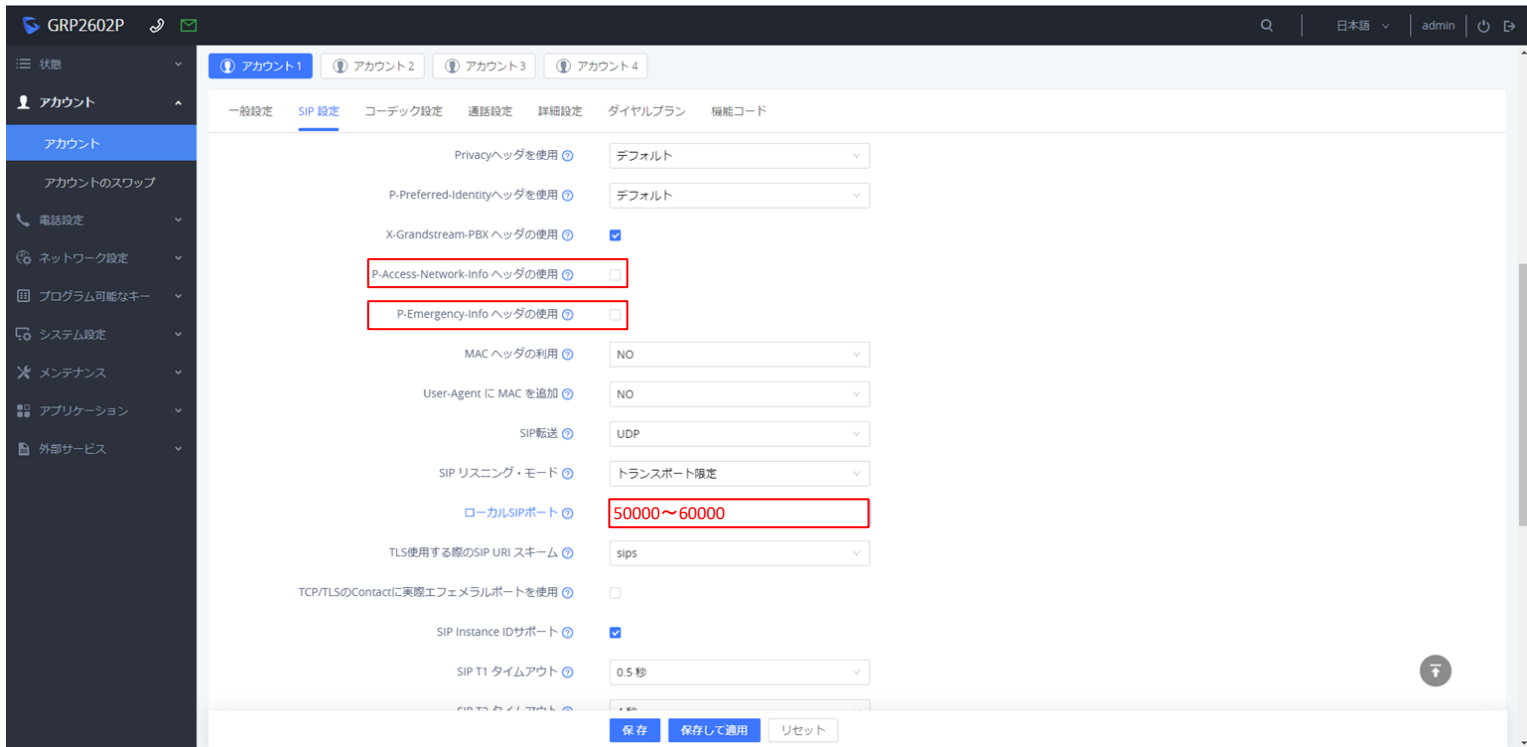 GRP2602P
日本語
admin
状態
アカウント
アカウント
アカウントのスワップ
電話設定
ネットワーク設定
プログラム可能なキー
システム設定
メンテナンス
アプリケーション
外部サービス
アカウント1 アカウント2 アカウント3 アカウント4
一般設定 SIP 設定 コーデック設定 通話設定 詳細設定 ダイヤルプラン 機能コード
Privacyヘッダを使用 デフォルト
P-Preferred-Identityヘッダを使用 デフォルト
X-Grandstream-PBX ヘッダの使用
P-Access-Network-Info ヘッダの使用
P-Emergency-Info ヘッダの使用
MAC ヘッダの利用 NO
User-Agent に MAC を追加 NO
SIP転送 UDP
SIP リスニング・モード トランスポート限定
ローカルSIPポート 50000～60000
TLS使用する際のSIP URI スキーム sips
TCP/TLSのContactに実際エフェメラルポートを使用
SIP Instance IDサポート
SIP T1 タイムアウト 0.5 秒
SIP T2 タイムアウト 4 秒
保存 保存して適用 リセット